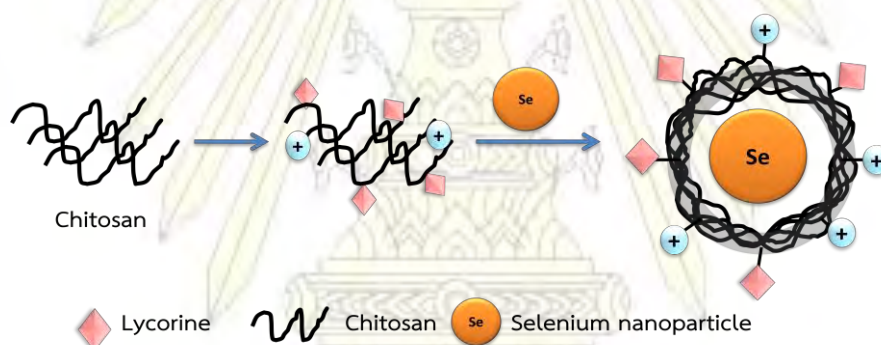 Se
+ + +
Se
+ +
+ +
Chitosan
Lycorine Chitosan Se Selenium nanoparticle